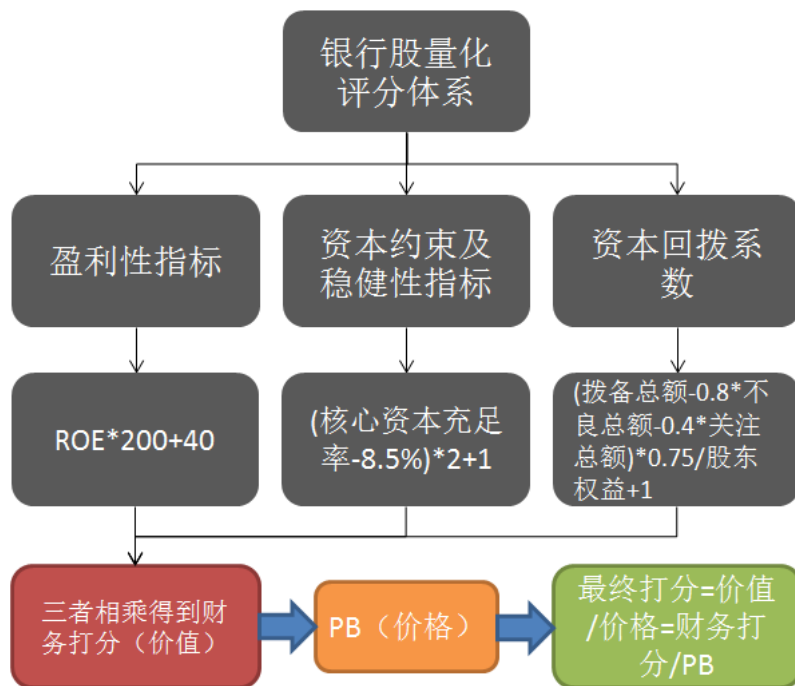 银行股量化
评分体系
盈利性指标
资本约束及
稳健性指标
资本回拨系
数
ROE*200+40
(核心资本充足
率-8.5%)*2+1
(拨备总额-0.8*不
良总额-0.4*关注
总额)*0.75/股东
权益+1
三者相乘得到财
务打分（价值）
PB（价格）
最终打分=价值
/价格=财务打
分/PB